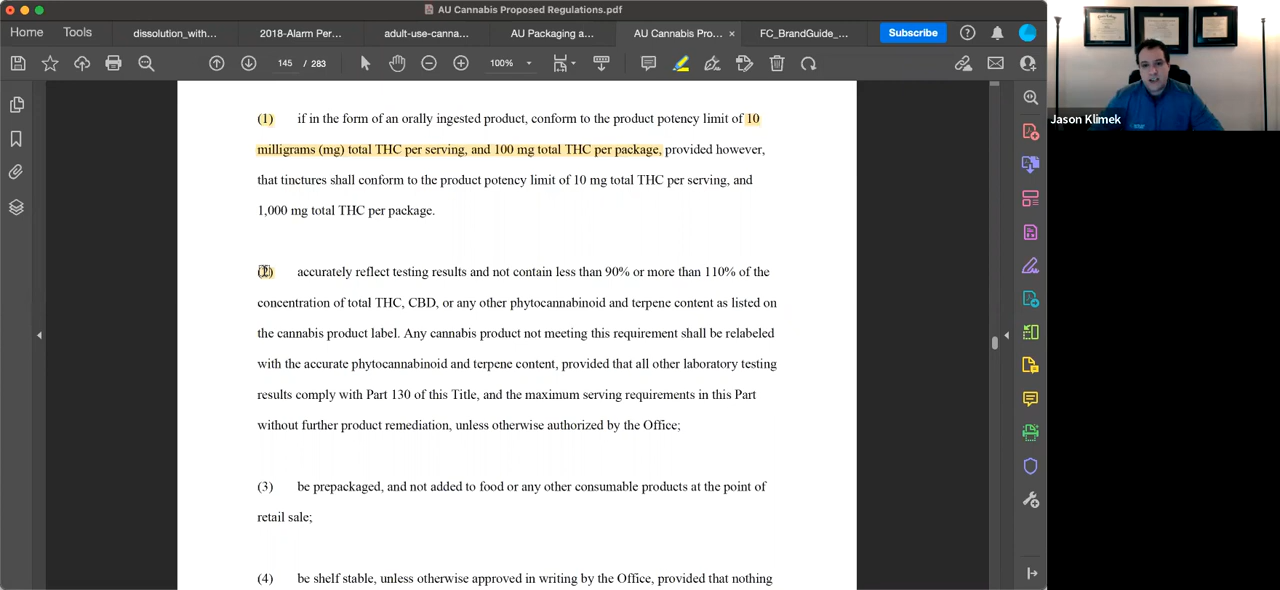 AU Cannabis Proposed Regulations.pdf
Home Tools dissolution_with... 2018-Alarm Per... adult-use-canna... AU Packaging a... AU Cannabis Pro... × FC_BrandGuide_... Subscribe
145 / 283 100%
Jason Klimek
(1) if in the form of an orally ingested product, conform to the product potency limit of 10
milligrams (mg) total THC per serving, and 100 mg total THC per package, provided however,
that tinctures shall conform to the product potency limit of 10 mg total THC per serving, and
1,000 mg total THC per package.
(2) accurately reflect testing results and not contain less than 90% or more than 110% of the
concentration of total THC, CBD, or any other phytocannabinoid and terpene content as listed on
the cannabis product label. Any cannabis product not meeting this requirement shall be relabeled
with the accurate phytocannabinoid and terpene content, provided that all other laboratory testing
results comply with Part 130 of this Title, and the maximum serving requirements in this Part
without further product remediation, unless otherwise authorized by the Office;
(3) be prepackaged, and not added to food or any other consumable products at the point of
retail sale;
(4) be shelf stable, unless otherwise approved in writing by the Office, provided that nothing